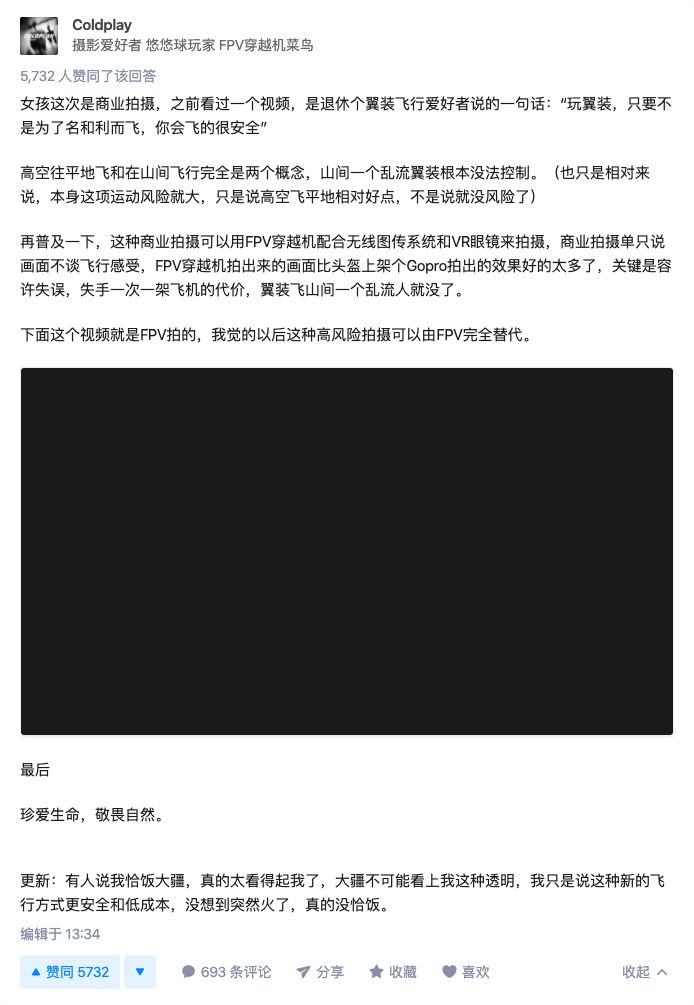 Coldplay
摄影爱好者 悠悠球玩家 FPV穿越机菜鸟
5,732 人赞同了该回答
女孩这次是商业拍摄，之前看过一个视频，是退休个翼装飞行爱好者说的一句话：“玩翼装，只要不
是为了名和利而飞，你会飞的很安全”
高空往平地飞和在山间飞行完全是两个概念，山间一个乱流翼装根本没法控制。（也只是相对来
说，本身这项运动风险就大，只是说高空飞平地相对好点，不是说就没风险了）
再普及一下，这种商业拍摄可以用FPV穿越机配合无线图传系统和VR眼镜来拍摄，商业拍摄单只说
画面不谈飞行感受，FPV穿越机拍出来的画面比头盔上架个Gopro拍出的效果好的太多了，关键是容
许失误，失手一次一架飞机的代价，翼装飞山间一个乱流人就没了。
下面这个视频就是FPV拍的，我觉的以后这种高风险拍摄可以由FPV完全替代。
最后
珍爱生命，敬畏自然。
更新：有人说我恰饭大疆，真的太看得起我了，大疆不可能看上我这种透明，我只是说这种新的飞
行方式更安全和低成本，没想到突然火了，真的没恰饭。
编辑于 13:34
赞同 5732 693 条评论 分享 收藏 喜欢 收起